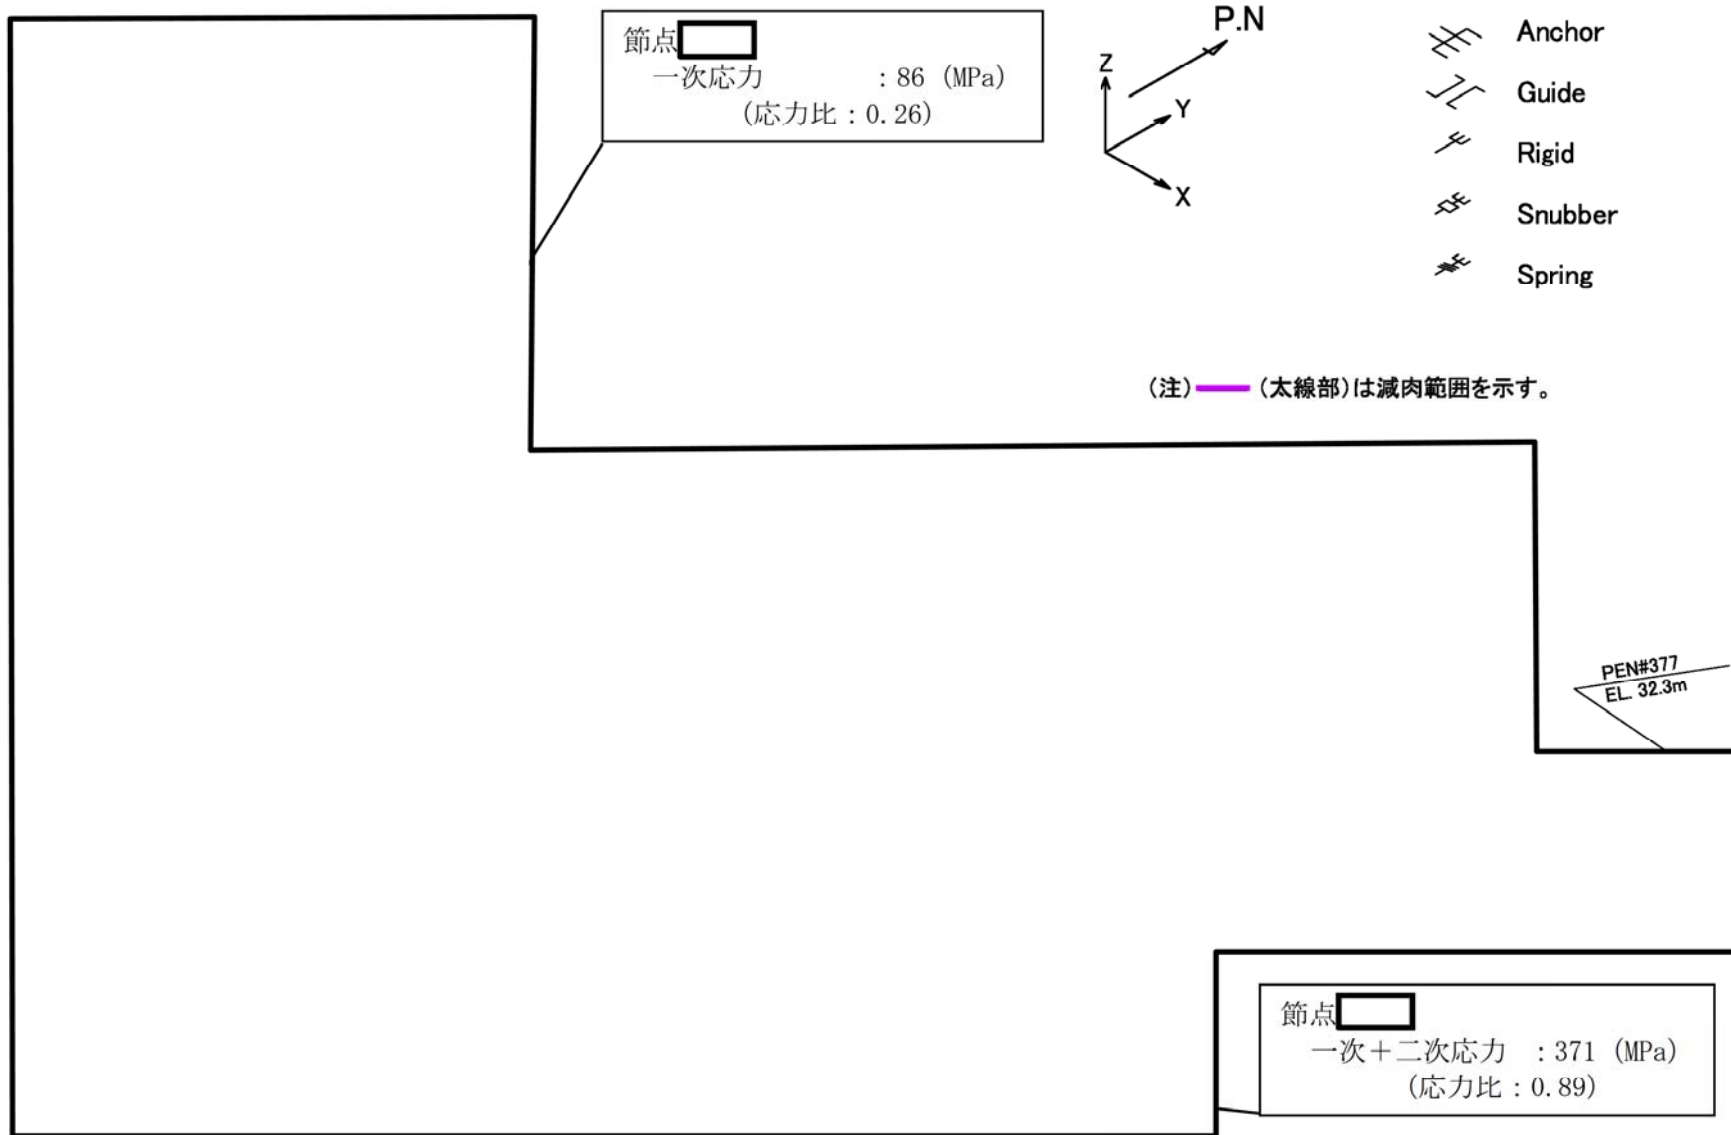 節点
一次応力 : 86 (MPa)
(応力比 : 0.26)
P.N
Z
Y
X
Anchor
Guide
Rigid
Snubber
Spring
(注) (太線部)は減肉範囲を示す。
PEN#377
EL. 32.3m
節点
一次+二次応力 : 371 (MPa)
(応力比 : 0.89)